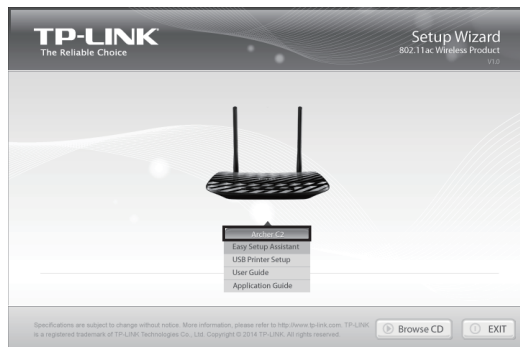 TP-LINK
The Reliable Choice
Setup Wizard
802.11ac Wireless Product
V1.0
Archer C2
Easy Setup Assistant
USB Printer Setup
User Guide
Application Guide
Specifications are subject to change without notice. More information, please refer to http://www.tp-link.com. TP-LINK
is a registered trademark of TP-LINK Technologies Co., Ltd. Copyright © 2014 TP-LINK. All rights reserved.
Browse CD
EXIT